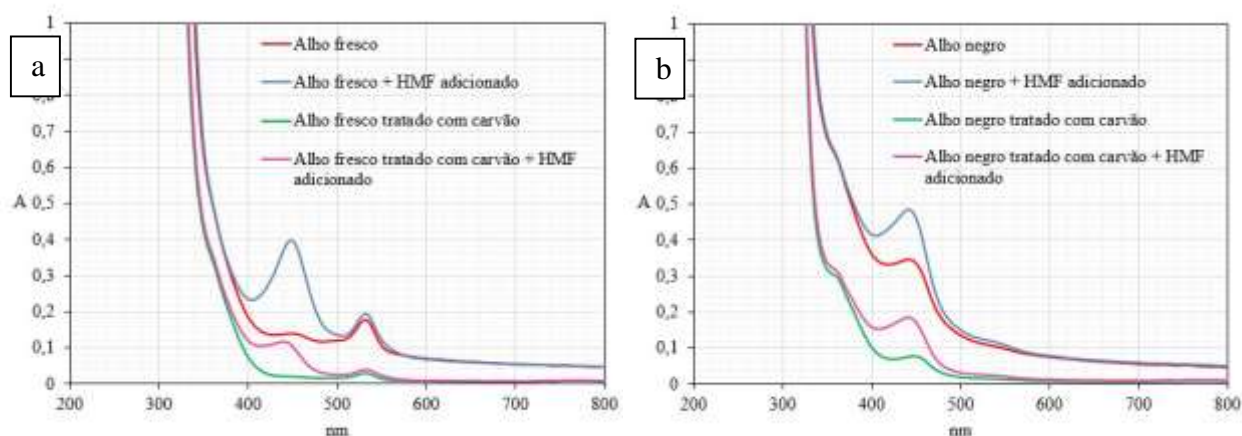 a
1
0,8
0,7
0,6
A 0,5
0,4
0,3
0,2
0,1
0
200 300 400 500 600 700 800
nm
Alho fresco
Alho fresco + HMF adicionado
Alho fresco tratado com carvão
Alho fresco tratado com carvão + HMF
adicionado
b
1
0,8
0,7
0,6
A 0,5
0,4
0,3
0,2
0,1
0
200 300 400 500 600 700 800
nm
Alho negro
Alho negro + HMF adicionado
Alho negro tratado com carvão
Alho negro tratado com carvão + HMF
adicionado